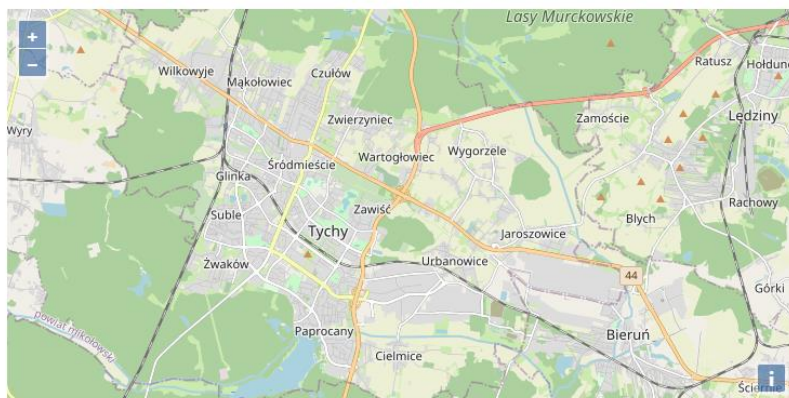 Lasy Murckowskie
+
−
Wilkowyje
Mąkołowiec
Czułów
Ratusz
Hołdunów
Wyry
Zwierzyniec
Zamoście
Lędziny
Śródmieście
Wartogłowiec
Wygorzele
Glinka
Suble
Zawiść
Rachowy
Tychy
Jaroszowice
Blych
Żwaków
Urbanowice
44
Górki
powiat mikołowski
Paprocany
Cielmice
Bieruń
i
Ściernie